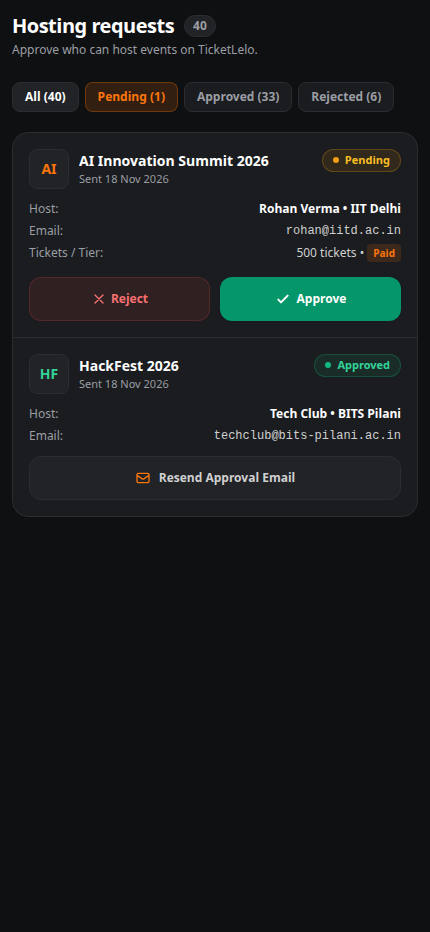 Hosting requests 40
Approve who can host events on TicketLelo.
All (40) Pending (1) Approved (33) Rejected (6)
AI AI Innovation Summit 2026 Pending
Sent 18 Nov 2026
Host: Rohan Verma • IIT Delhi
Email: rohan@iitd.ac.in
Tickets / Tier: 500 tickets • Paid
Reject Approve
HF HackFest 2026 Approved
Sent 18 Nov 2026
Host: Tech Club • BITS Pilani
Email: techclub@bits-pilani.ac.in
Resend Approval Email